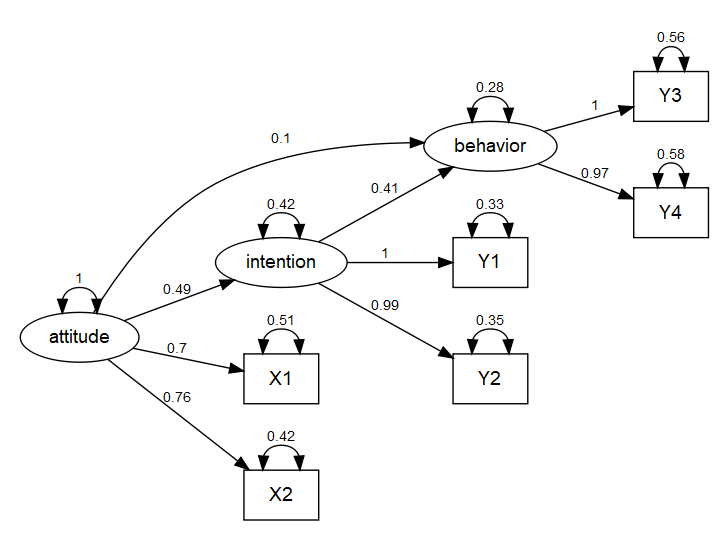 0.56
Y3
0.28
behavior
1
0.1
0.58
0.97
Y4
0.41
0.42
0.33
intention
1
Y1
1
0.49
0.99
attitude
0.51
0.35
0.7
X1
Y2
0.76
0.42
X2